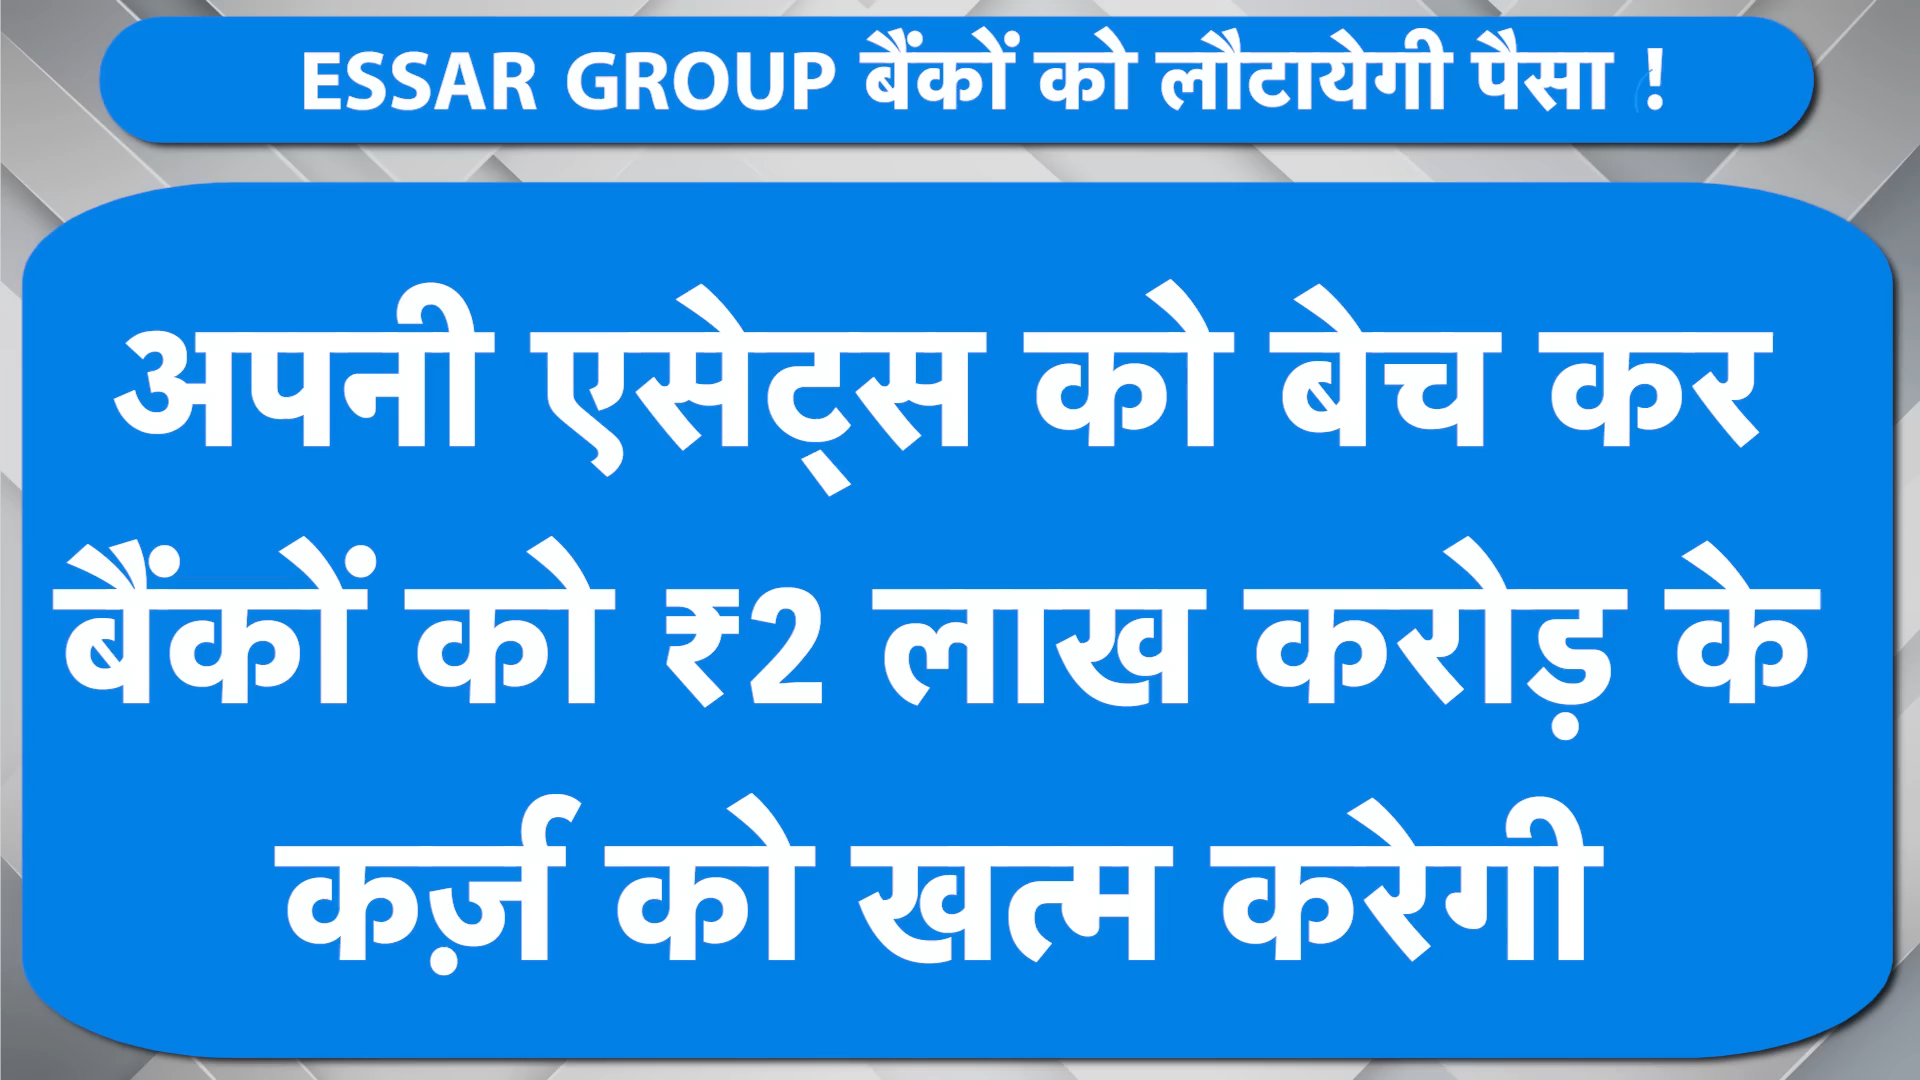 ESSAR GROUP बैंकों को लौटायेगी पैसा !
अपनी एसेट्स को बेच कर
बैंकों को ₹2 लाख करोड़ के
कर्ज़ को खत्म करेगी